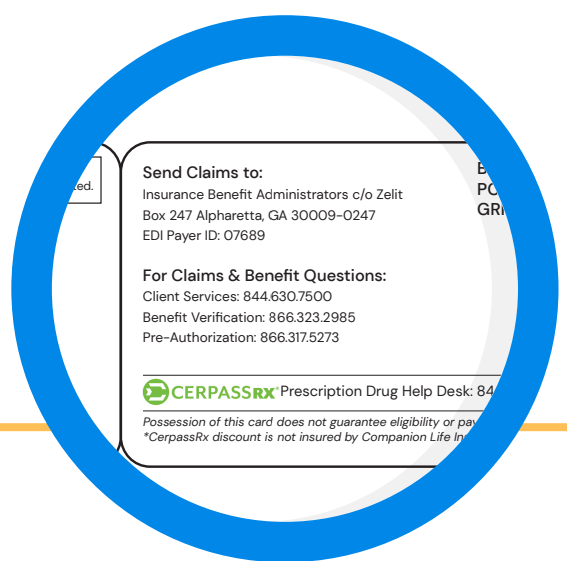 ed.
Send Claims to:
Insurance Benefit Administrators c/o Zelit
Box 247 Alpharetta, GA 30009-0247
EDI Payer ID: 07689
For Claims & Benefit Questions:
Client Services: 844.630.7500
Benefit Verification: 866.323.2985
Pre-Authorization: 866.317.5273
CERPASSRX® Prescription Drug Help Desk: 84
Possession of this card does not guarantee eligibility or
*CerpassRx discount is not insured by Companion Life